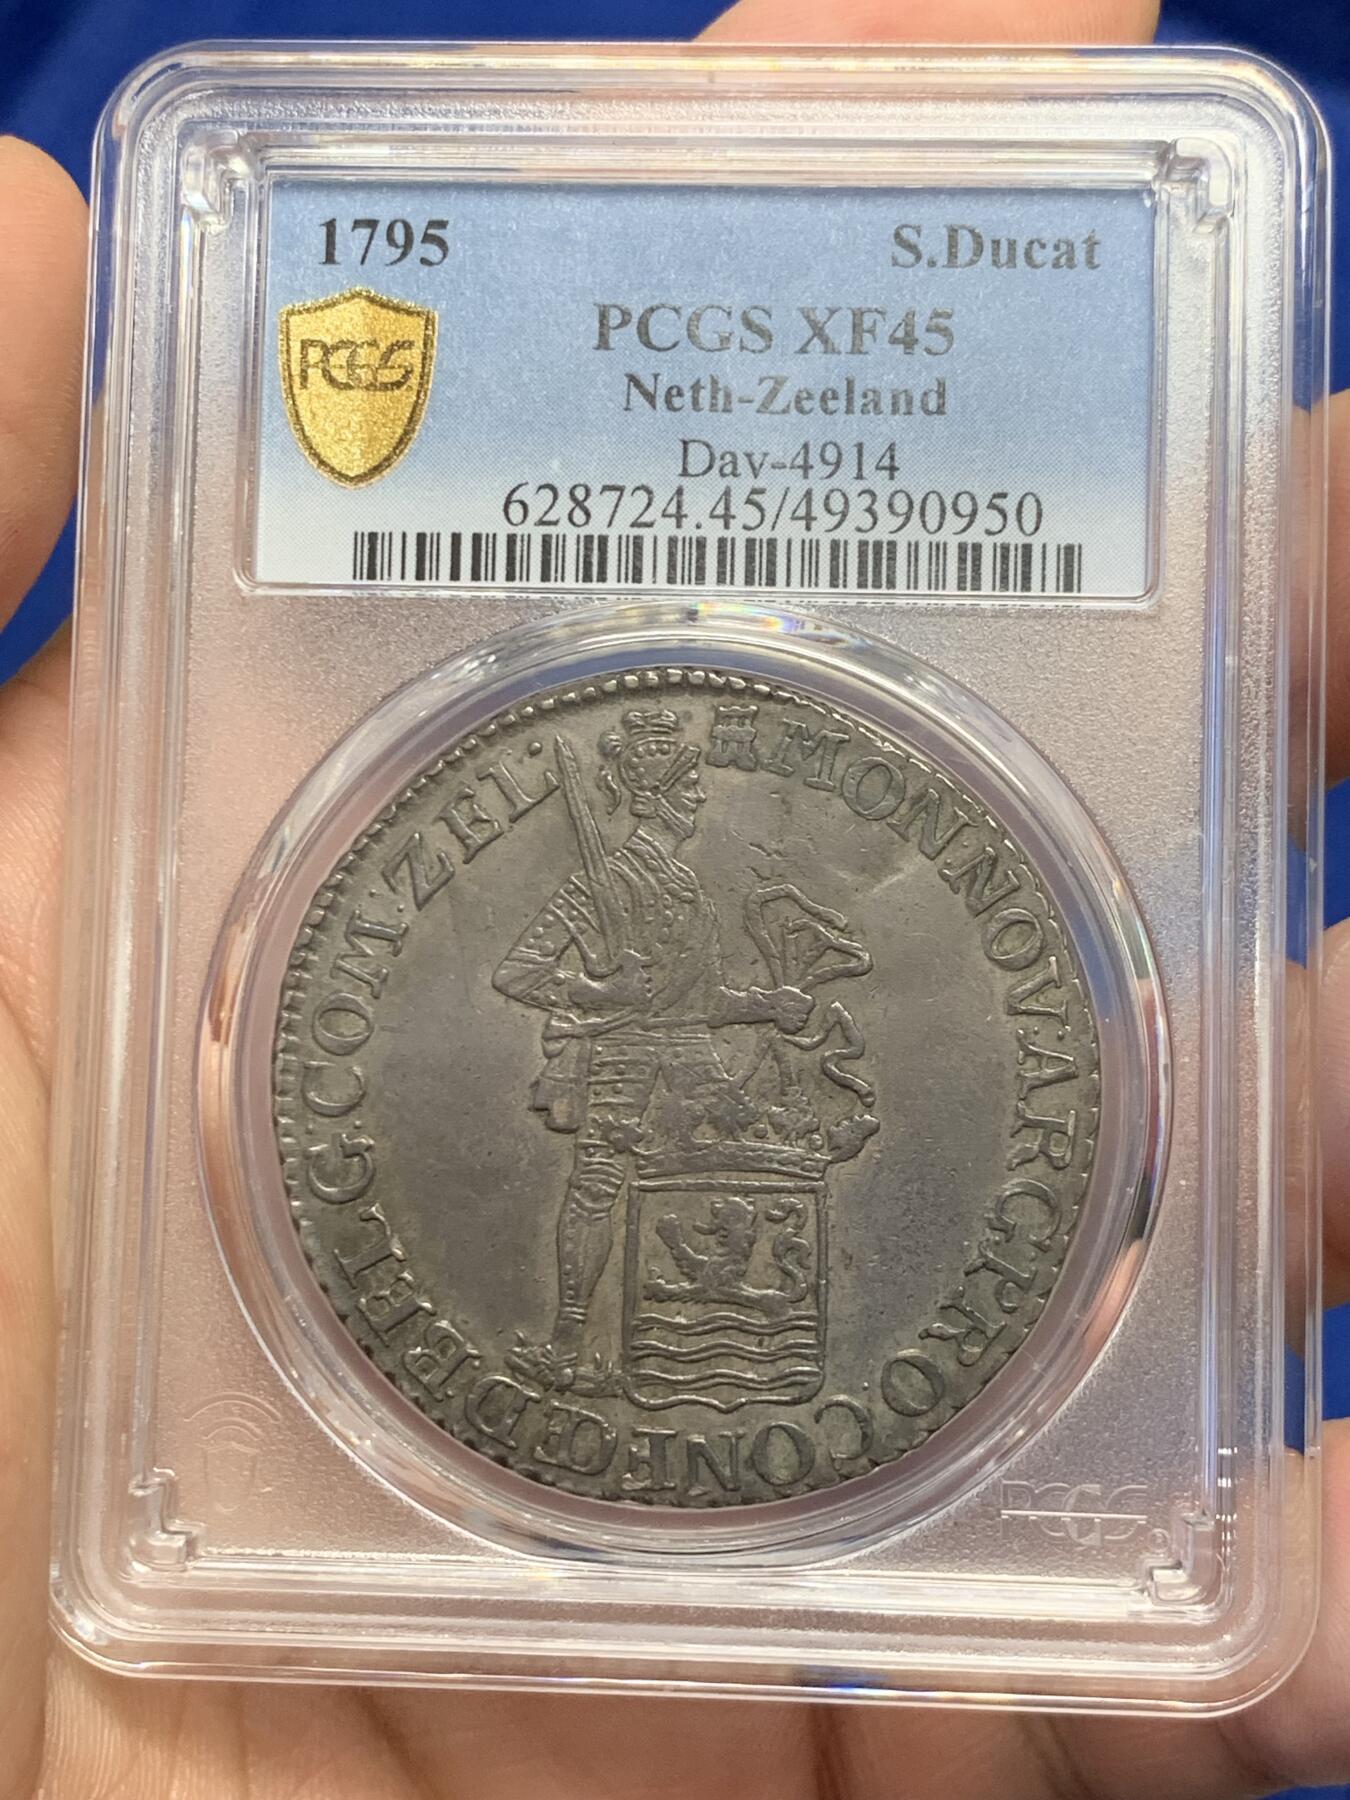 1795 S.Ducat
PCGS
PCGS XF45
Neth-Zeeland
Dav-4914
628724.45/49390950
MON:NOV:ARG:PRO CONFŒD:BELG:COM:ZEL·
PCGS